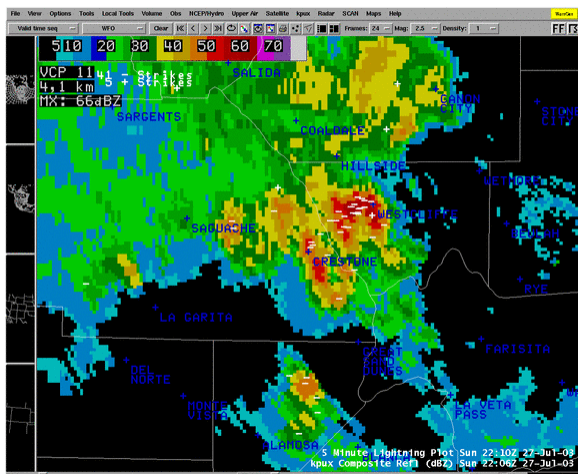 File View Options Tools Local Tools Volume Obs NCEP/Hydro Upper Air Satellite kpux Radar SCAN Maps Help
Valid time seq WFO Clear Frames: 24 Mag: 2.5 Density: 1
5 10 20 30 40 50 60 70
VCP 11 41 - Strikes
5 + Strikes
4,1 km
MX: 66dBZ
SALIDA
CANON
CITY
SARGENTS
COALDALE
HILLSIDE
WETMORE
WESTCLIFFE
SAGUACHE
BEULAH
CRESTONE
RYE
LA GARITA
GREAT
SAND
DUNES
FARISITA
DEL
NORTE
MONTE
VISTA
LA VETA
PASS
ALAMOSA
5 Minute Lightning Plot Sun 22:10Z 27-Jul-03
kpux Composite Refl (dBZ) Sun 22:06Z 27-Jul-03